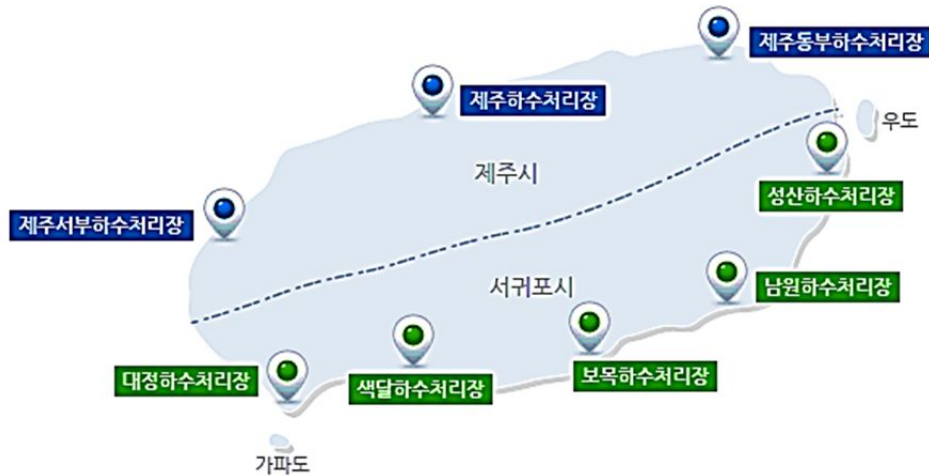 제주동부하수처리장
제주하수처리장
우도
제주시
성산하수처리장
제주서부하수처리장
서귀포시
남원하수처리장
대정하수처리장
색달하수처리장
보목하수처리장
가파도